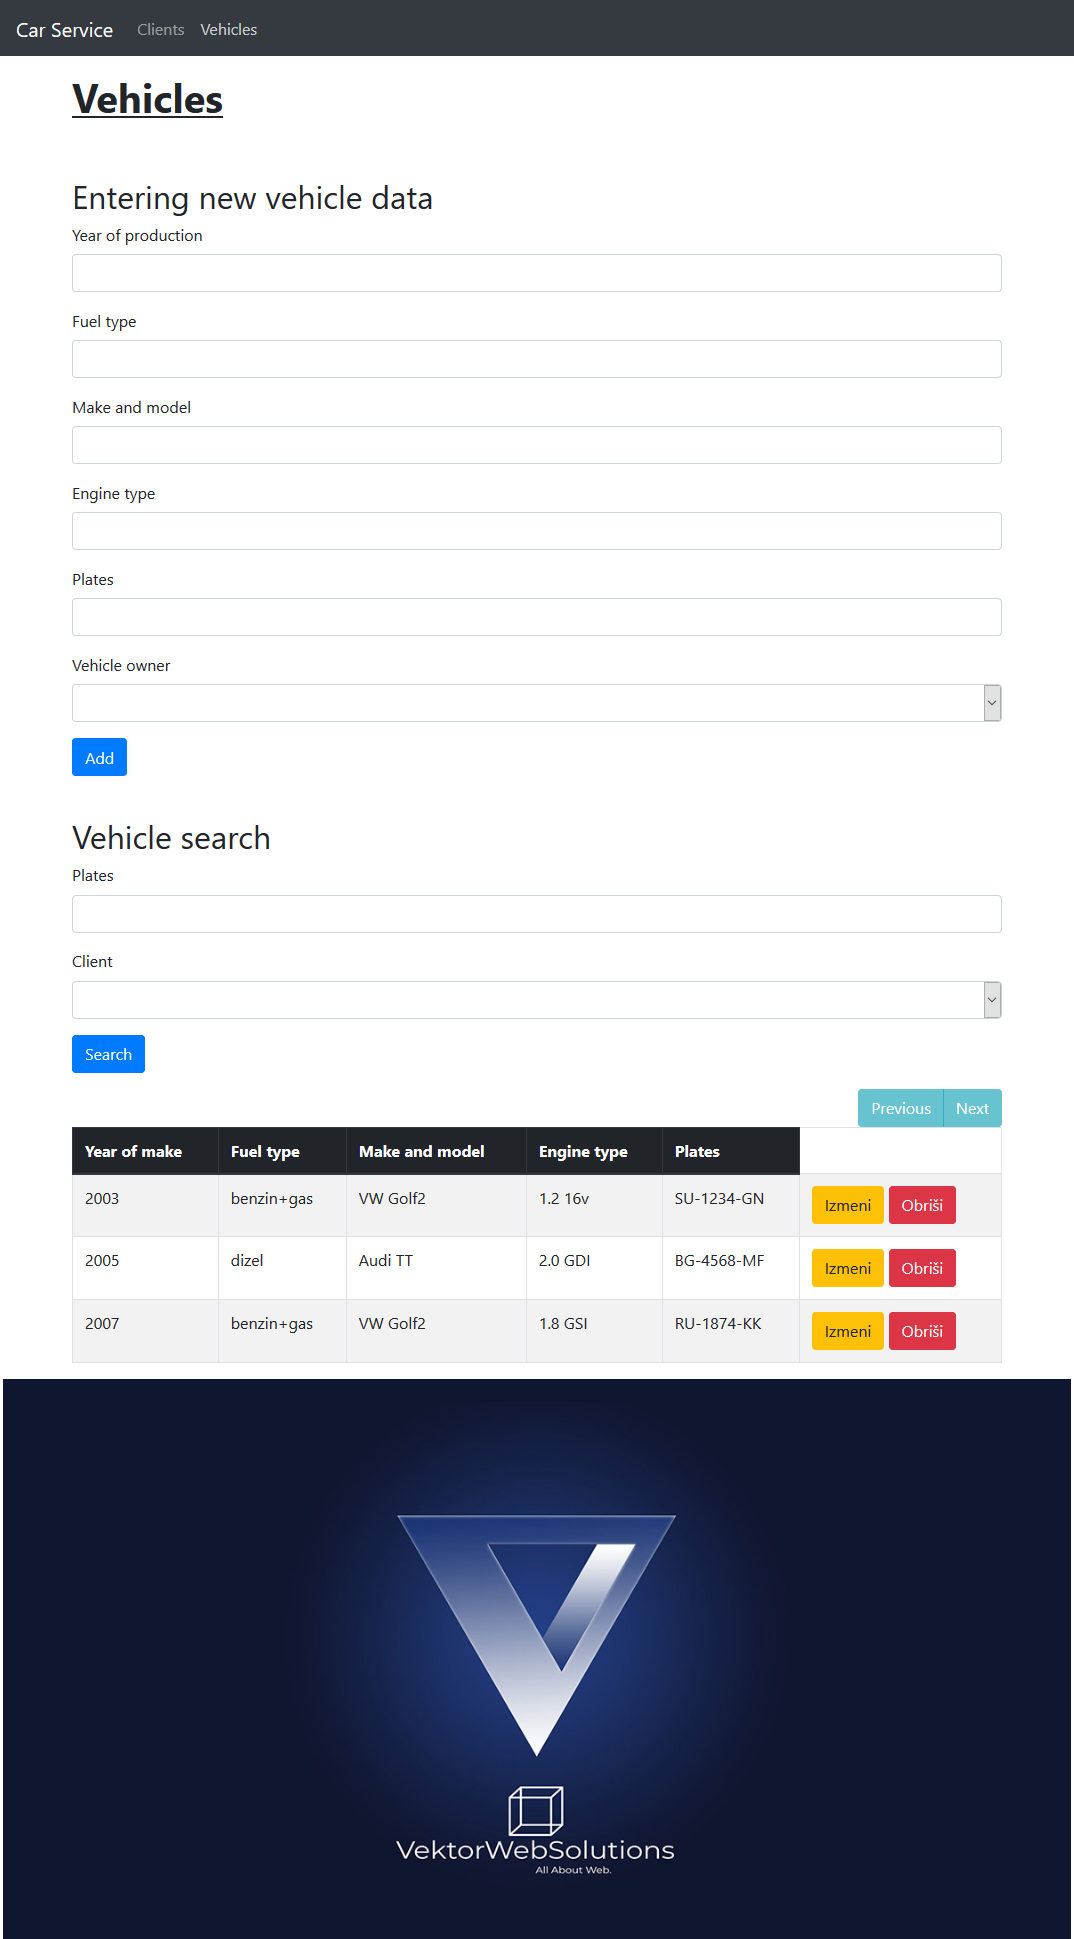 Car Service Clients Vehicles
Vehicles
Entering new vehicle data
Year of production
Fuel type
Make and model
Engine type
Plates
Vehicle owner
Add
Vehicle search
Plates
Client
Search
Previous Next
Year of make Fuel type Make and model Engine type Plates
2003 benzin+gas VW Golf2 1.2 16v SU-1234-GN Izmeni Obriši
2005 dizel Audi TT 2.0 GDI BG-4568-MF Izmeni Obriši
2007 benzin+gas VW Golf2 1.8 GSI RU-1874-KK Izmeni Obriši
VektorWebSolutions
All About Web.